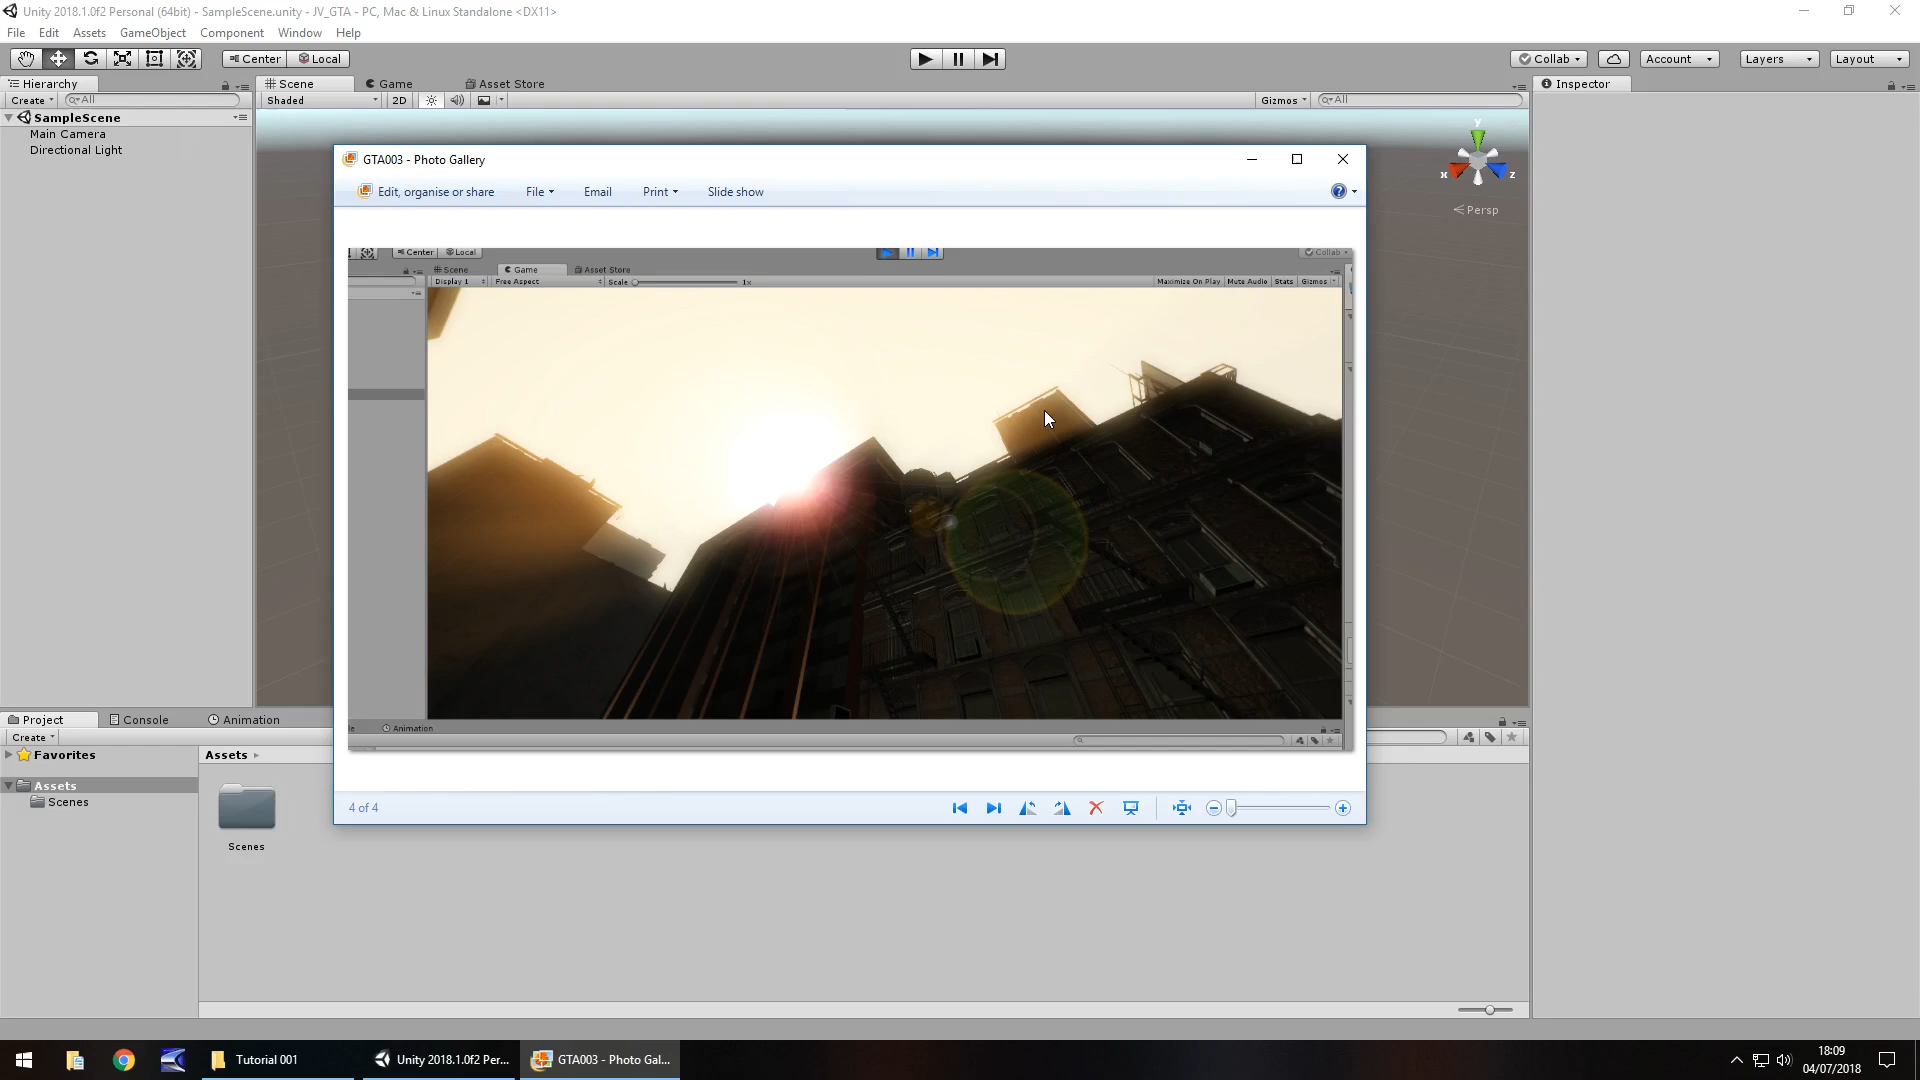 Unity 2018.1.0f2 Personal (64bit) - SampleScene.unity - JV_GTA - PC, Mac & Linux Standalone <DX11>
File Edit Assets GameObject Component Window Help
Center Local Collab Account Layers Layout
Hierarchy Scene Game Asset Store Inspector
Create All Shaded 2D Gizmos All
SampleScene
Main Camera
Directional Light
y
x z
Persp
GTA003 - Photo Gallery
Edit, organise or share File Email Print Slide show
Center Local Collab
Scene Game Asset Store
Display 1 Free Aspect Scale 1x Maximize On Play Mute Audio Stats Gizmos
Animation
4 of 4
Project Console Animation
Create
Favorites
Assets
Scenes
Assets
Scenes
Tutorial 001
Unity 2018.1.0f2 Per...
GTA003 - Photo Gal...
18:09
04/07/2018